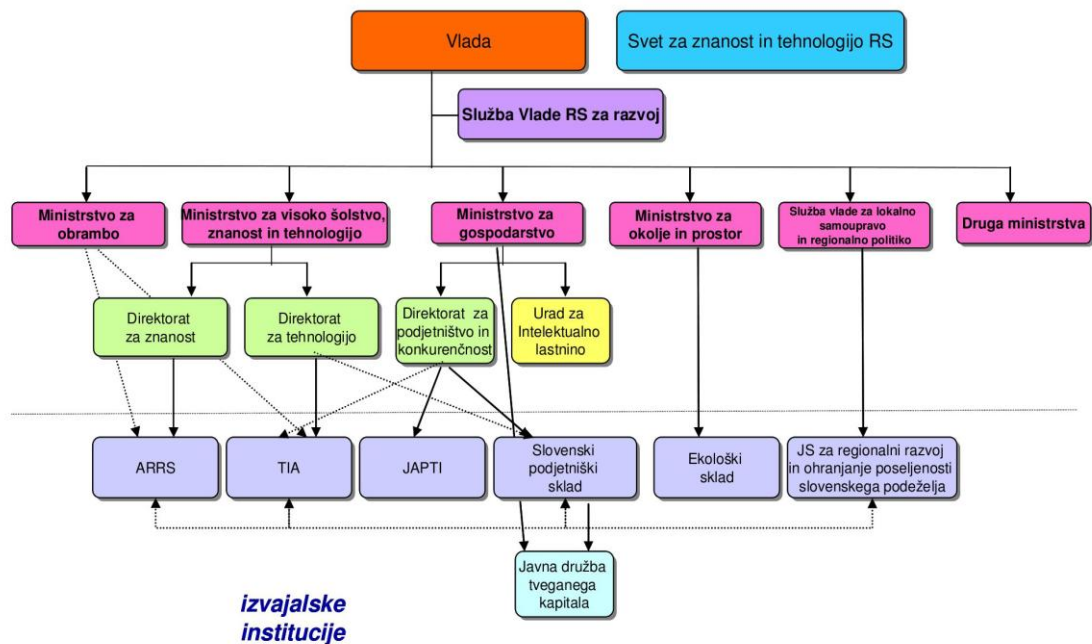 Vlada
Svet za znanost in tehnologijo RS
Služba Vlade RS za razvoj
Ministrstvo za
obrambo
Ministrstvo za visoko šolstvo,
znanost in tehnologijo
Ministrstvo za
gospodarstvo
Ministrstvo za
okolje in prostor
Služba vlade za lokalno
samoupravo
in regionalno politiko
Druga ministrstva
Direktorat
za znanost
Direktorat
za tehnologijo
Direktorat za
podjetništvo in
konkurenčnost
Urad za
Intelektualno
lastnino
ARRS
TIA
JAPTI
Slovenski
podjetniški
sklad
Ekološki
sklad
JS za regionalni razvoj
in ohranjanje poseljenosti
slovenskega podeželja
Javna družba
tveganega
kapitala
izvajalske
institucije